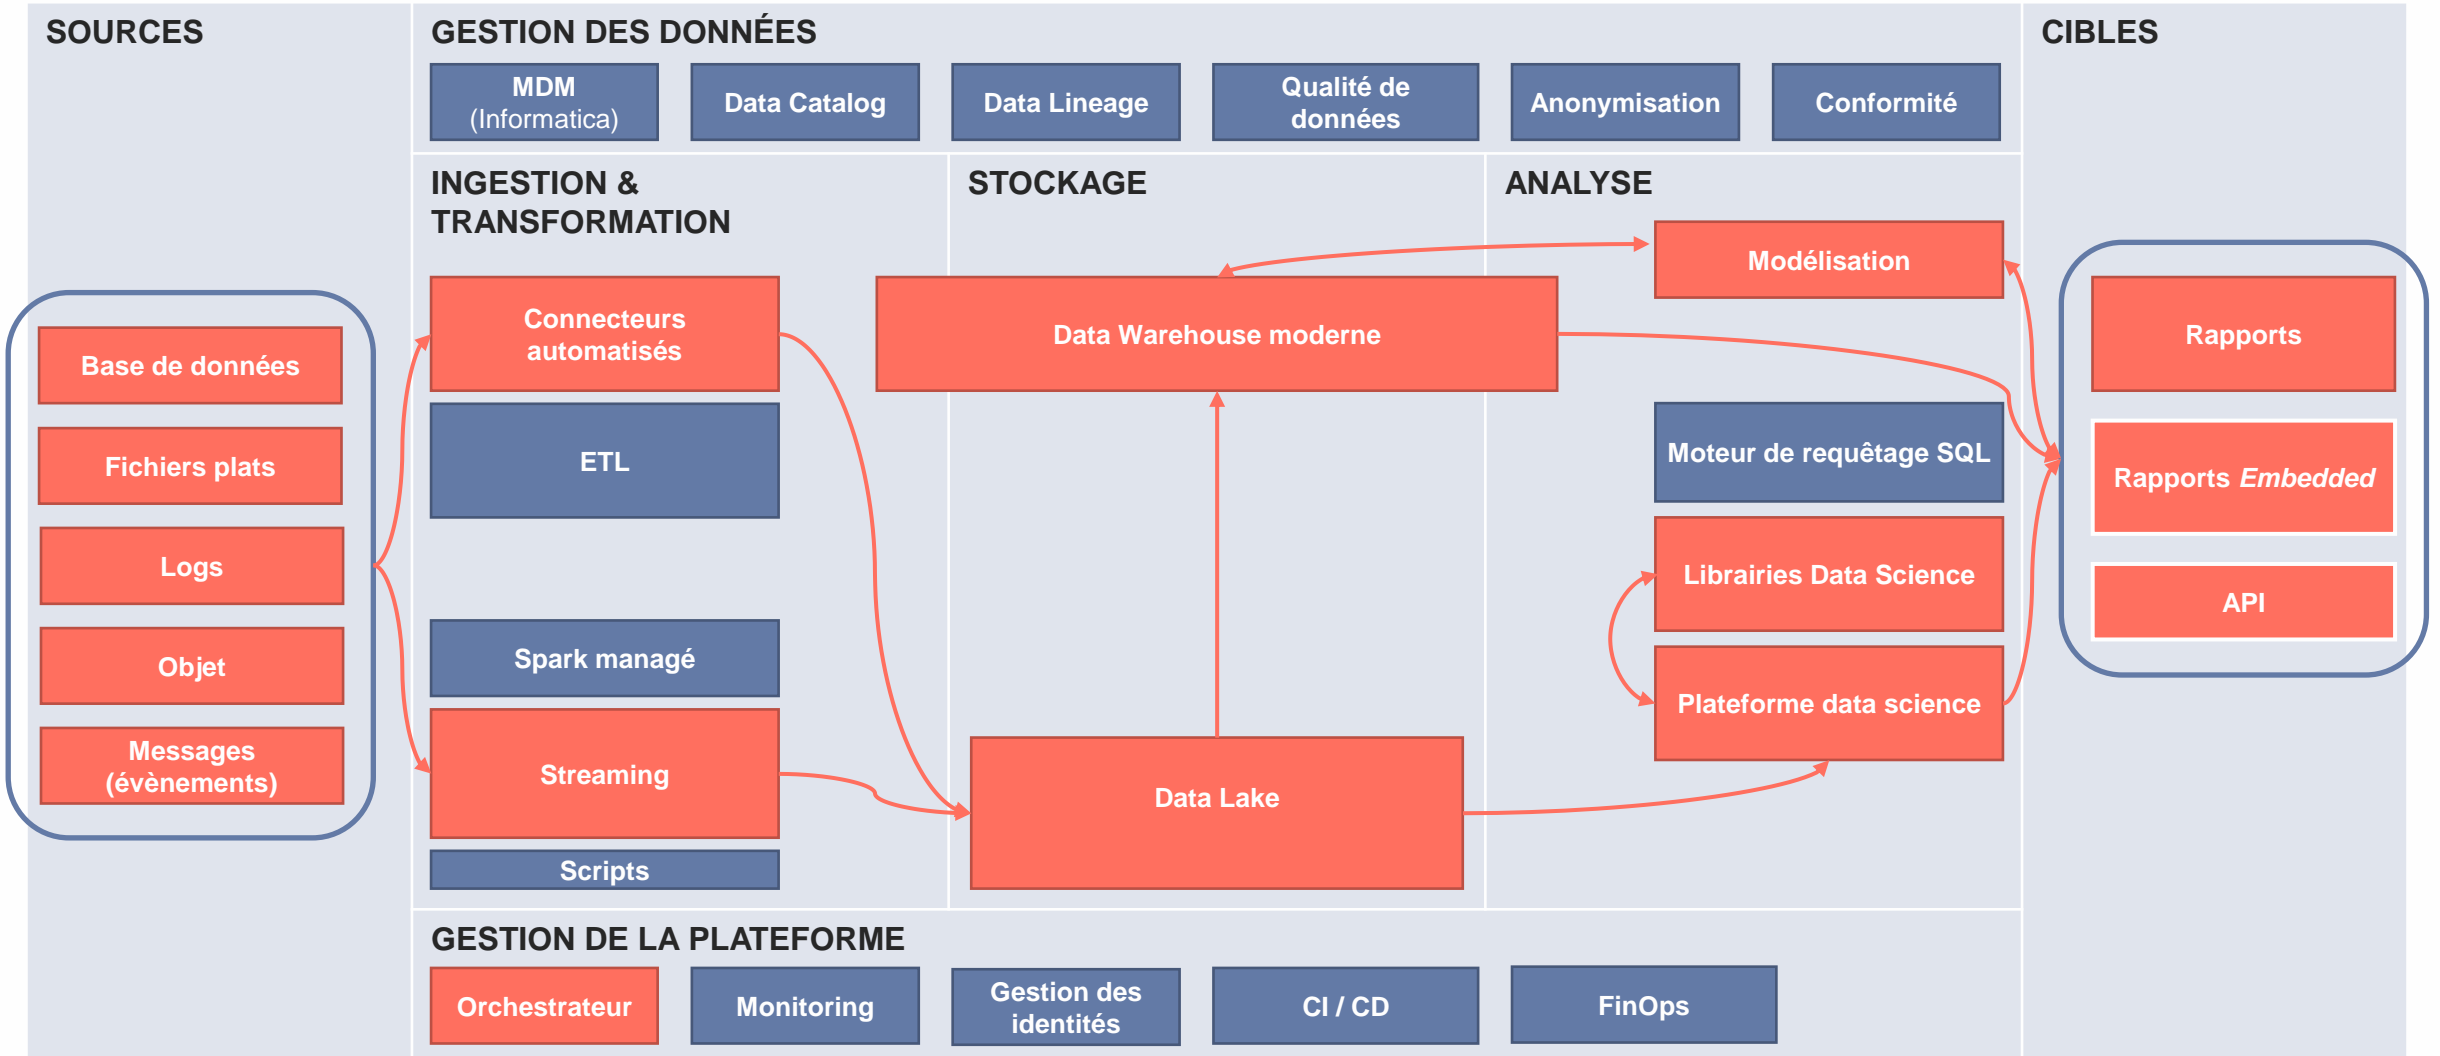 SOURCES
GESTION DES DONNÉES
CIBLES
MDM
(Informatica)
Data Catalog
Data Lineage
Qualité de
données
Anonymisation
Conformité
INGESTION &
TRANSFORMATION
STOCKAGE
ANALYSE
Base de données
Fichiers plats
Logs
Objet
Messages
(évènements)
Connecteurs
automatisés
ETL
Spark managé
Streaming
Scripts
Data Warehouse moderne
Data Lake
Modélisation
Moteur de requêtage SQL
Librairies Data Science
Plateforme data science
Rapports
Rapports Embedded
API
GESTION DE LA PLATEFORME
Orchestrateur
Monitoring
Gestion des
identités
CI / CD
FinOps